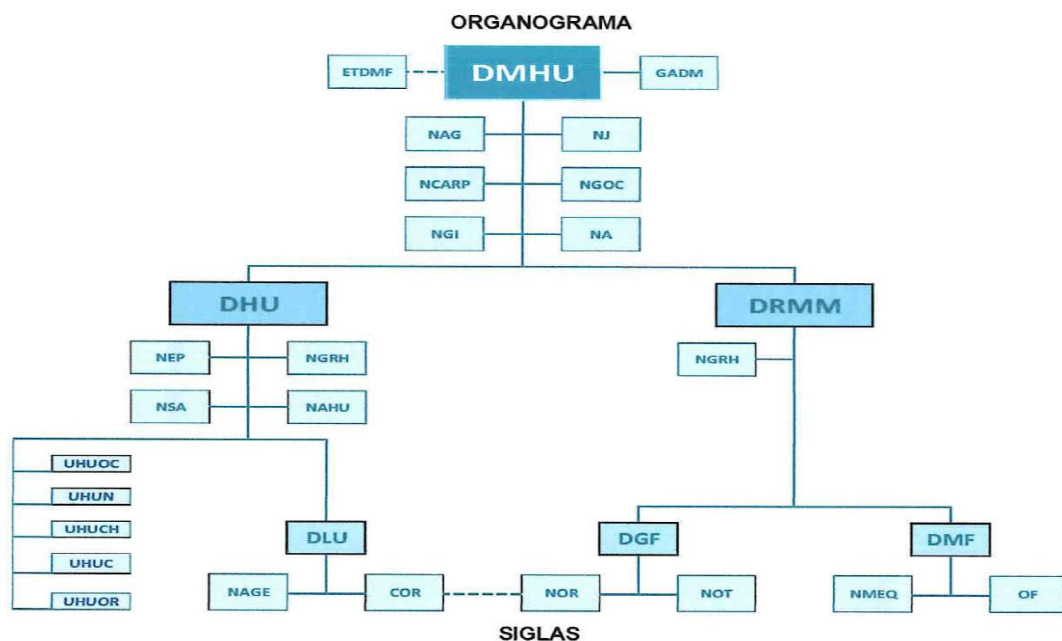 ORGANOGRAMA
ETDMF DMHU GADM
NAG NJ
NCARP NGOC
NGI NA
DHU DRMM
NEP NGRH NGRH
NSA NAHU
UHUOC
UHUN
UHUCH
UHUC
UHUOR
DLU DGF DMF
NAGE COR NOR NOT NMEQ OF
SIGLAS